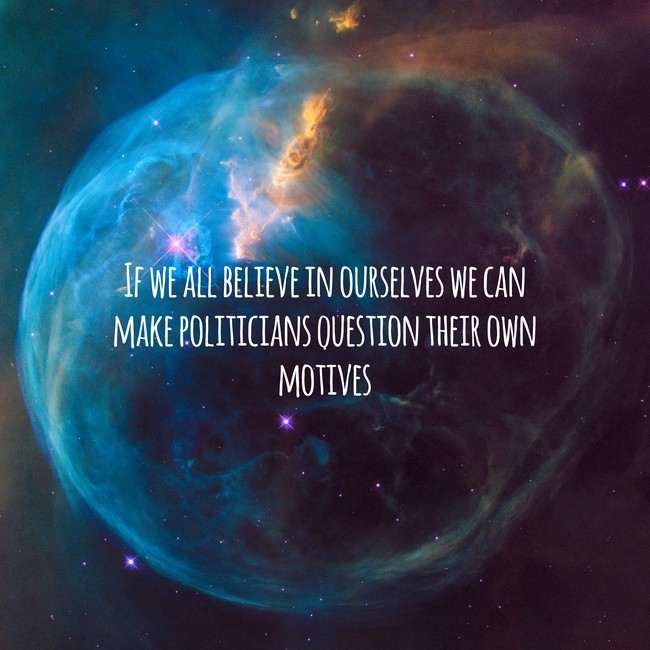 If we all believe in ourselves we can
make politicians question their own
motives